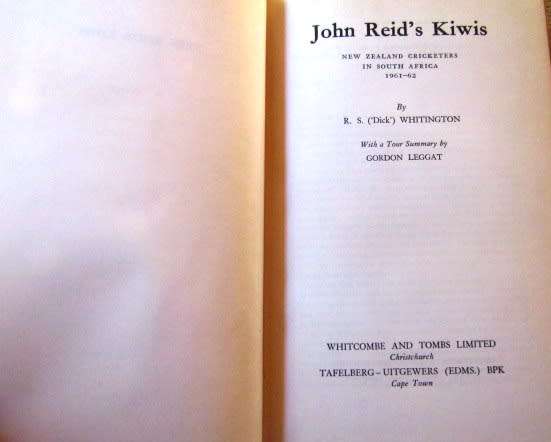 John Reid's Kiwis
NEW ZEALAND CRICKETERS
IN SOUTH AFRICA
1961–62
By
R. S. ('Dick') WHITINGTON
With a Tour Summary by
GORDON LEGGAT
WHITCOMBE AND TOMBS LIMITED
Christchurch
TAFELBERG–UITGEWERS (EDMS.) BPK
Cape Town